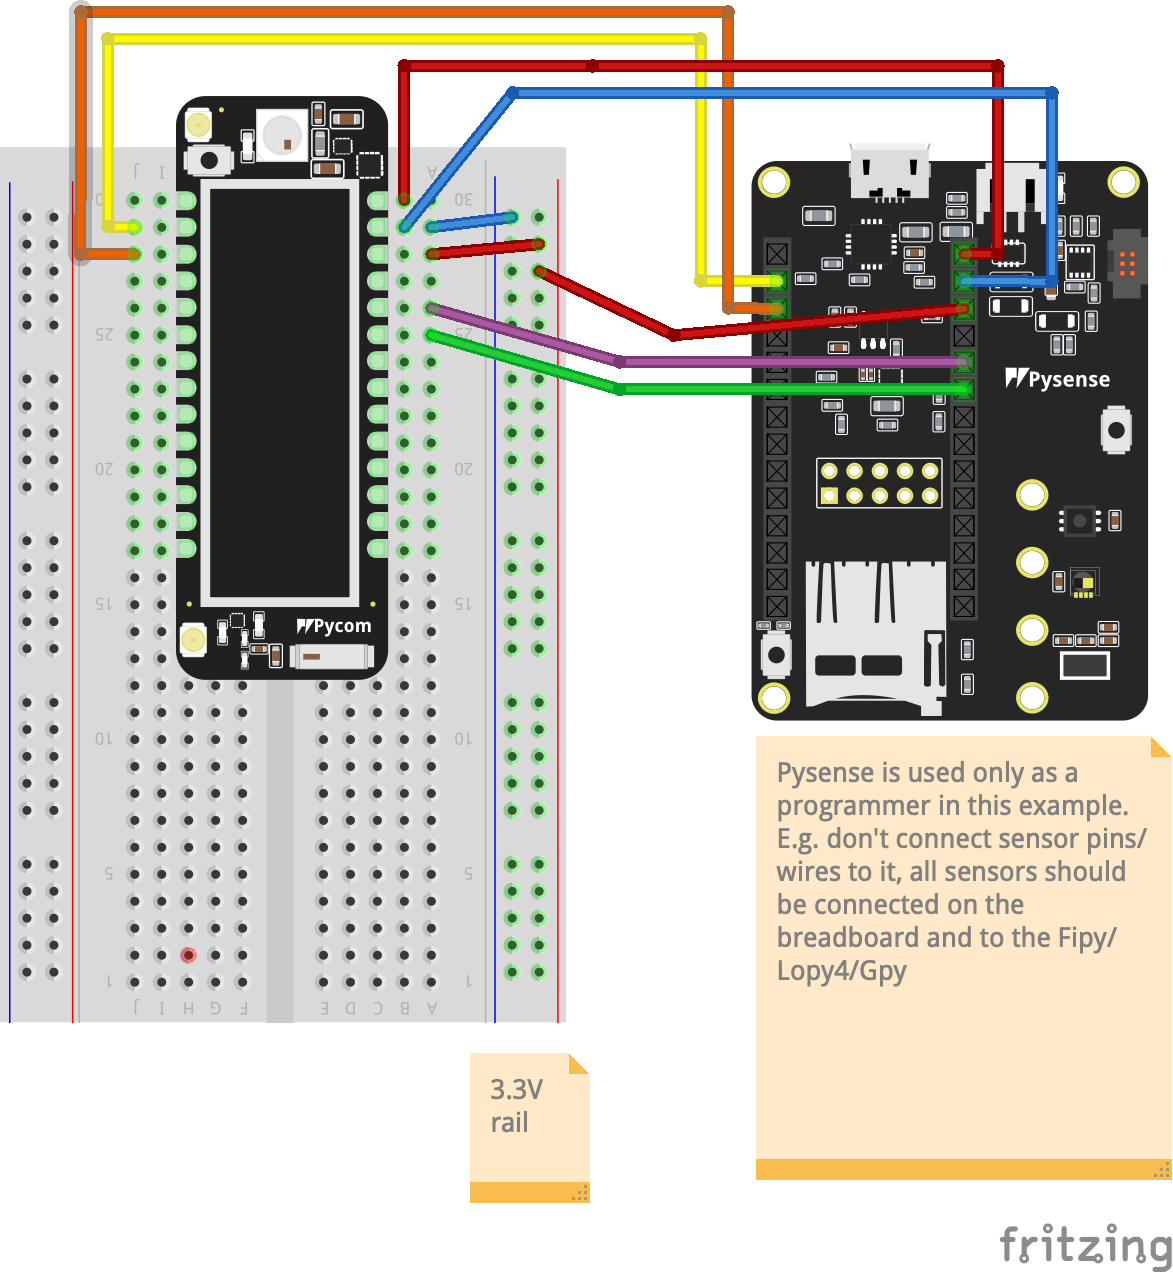 J I A
30 30
25 25
20 20
15 15
Pycom
10 10
5 5
1 1
J I H G F E D C B A
Pysense
Pysense is used only as a
programmer in this example.
E.g. don't connect sensor pins/
wires to it, all sensors should
be connected on the
breadboard and to the Fipy/
Lopy4/Gpy
3.3V
rail
fritzing